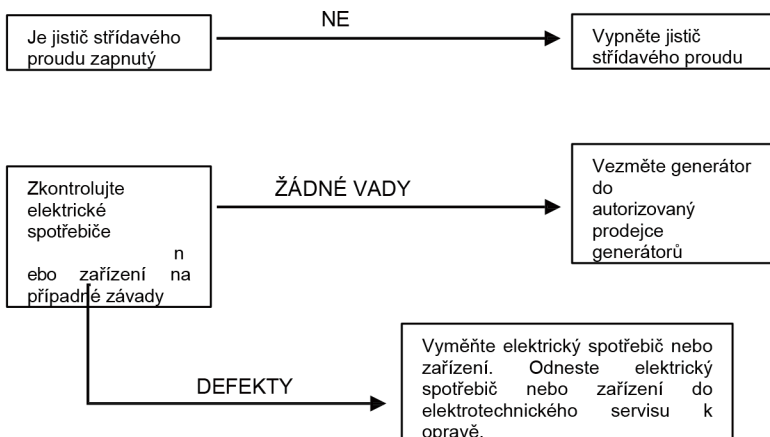 Je jistič střídavého
proudu zapnutý
NE
Vypněte jistič
střídavého proudu
Zkontrolujte
elektrické
spotřebiče
n
ebo zařízení na
případné závady
ŽÁDNÉ VADY
Vezměte generátor
do
autorizovaný
prodejce
generátorů
DEFEKTY
Vyměňte elektrický spotřebič nebo
zařízení. Odneste elektrický
spotřebič nebo zařízení do
elektrotechnického servisu k
opravě.